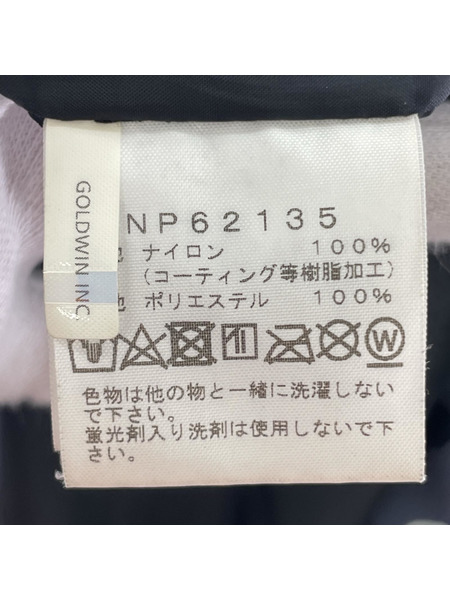 GOLDWIN INC
NP62135
地 ナイロン 100%
(コーティング等樹脂加工)
地 ポリエステル 100%
W
色物は他の物と一緒に洗濯しない
で下さい。
蛍光剤入り洗剤は使用しないで下
さい。